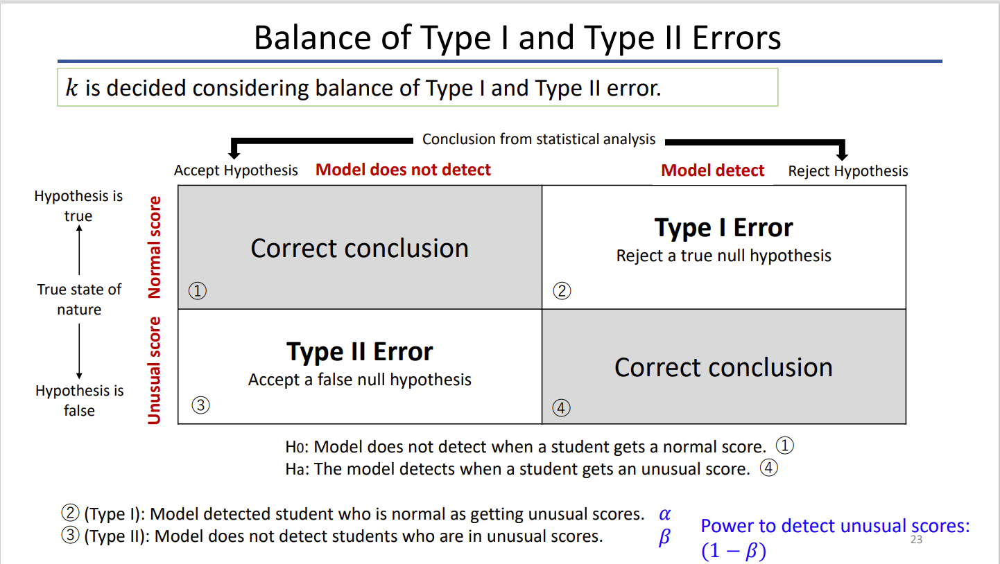 Balance of Type I and Type II Errors
k is decided considering balance of Type I and Type II error.
Conclusion from statistical analysis
Accept Hypothesis Model does not detect Model detect Reject Hypothesis
Hypothesis is
true
True state of
nature
Hypothesis is
false
Normal score
Unusual score
Correct conclusion
①
Type I Error
Reject a true null hypothesis
②
Type II Error
Accept a false null hypothesis
③
Correct conclusion
④
H0: Model does not detect when a student gets a normal score. ①
Ha: The model detects when a student gets an unusual score. ④
② (Type I): Model detected student who is normal as getting unusual scores. α
③ (Type II): Model does not detect students who are in unusual scores. β
Power to detect unusual scores:
(1 − β)
23